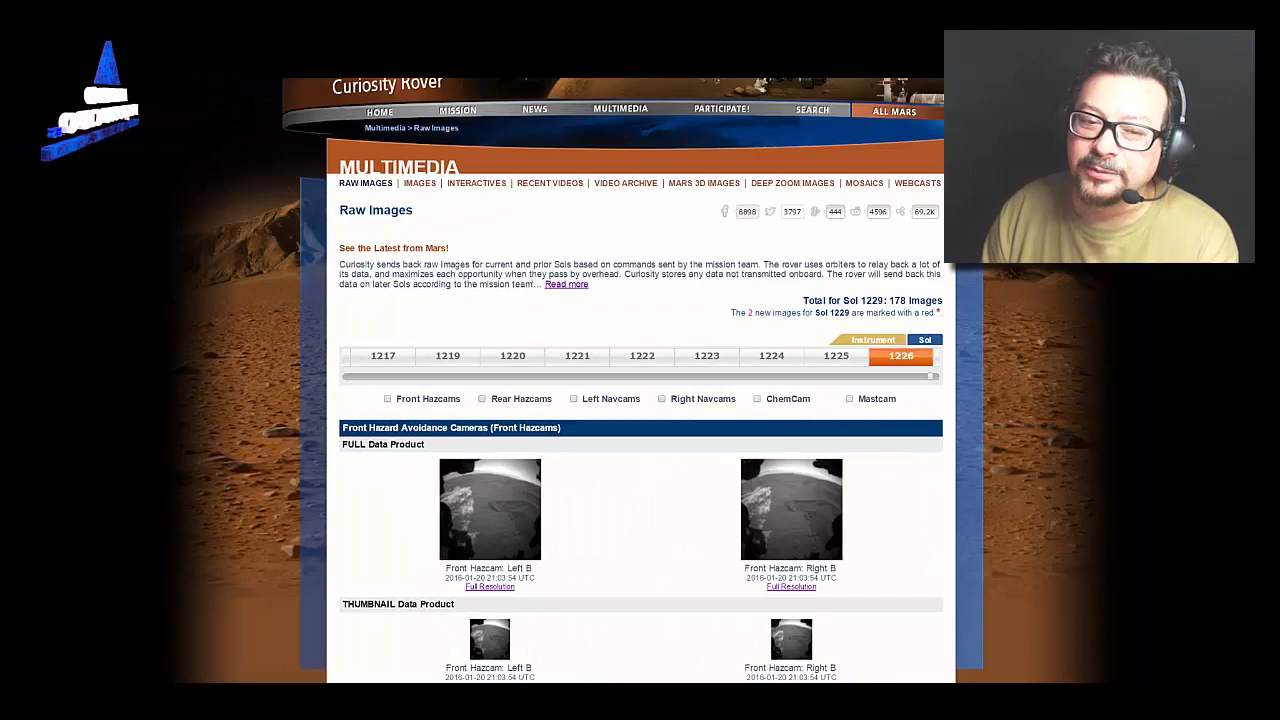 Curiosity Rover
HOME MISSION NEWS MULTIMEDIA PARTICIPATE! SEARCH ALL MARS
Multimedia > Raw Images
MULTIMEDIA
RAW IMAGES | IMAGES | INTERACTIVES | RECENT VIDEOS | VIDEO ARCHIVE | MARS 3D IMAGES | DEEP ZOOM IMAGES | MOSAICS | WEBCASTS
Raw Images
8898 3797 444 4596 69.2K
See the Latest from Mars!
Curiosity sends back raw images for current and prior Sols based on commands sent by the mission team. The rover uses orbiters to relay back a lot of
its data, and maximizes each opportunity when they pass by overhead. Curiosity stores any data not transmitted onboard. The rover will send back this
data on later Sols according to the mission team'... Read more
Total for Sol 1229: 178 Images
The 2 new images for Sol 1229 are marked with a red *.
Instrument Sol
1217 1219 1220 1221 1222 1223 1224 1225 1226
Front Hazcams Rear Hazcams Left Navcams Right Navcams ChemCam Mastcam
Front Hazard Avoidance Cameras (Front Hazcams)
FULL Data Product
Front Hazcam: Left B Front Hazcam: Right B
2016-01-20 21:03:54 UTC 2016-01-20 21:03:54 UTC
Full Resolution Full Resolution
THUMBNAIL Data Product
Front Hazcam: Left B Front Hazcam: Right B
2016-01-20 21:03:54 UTC 2016-01-20 21:03:54 UTC